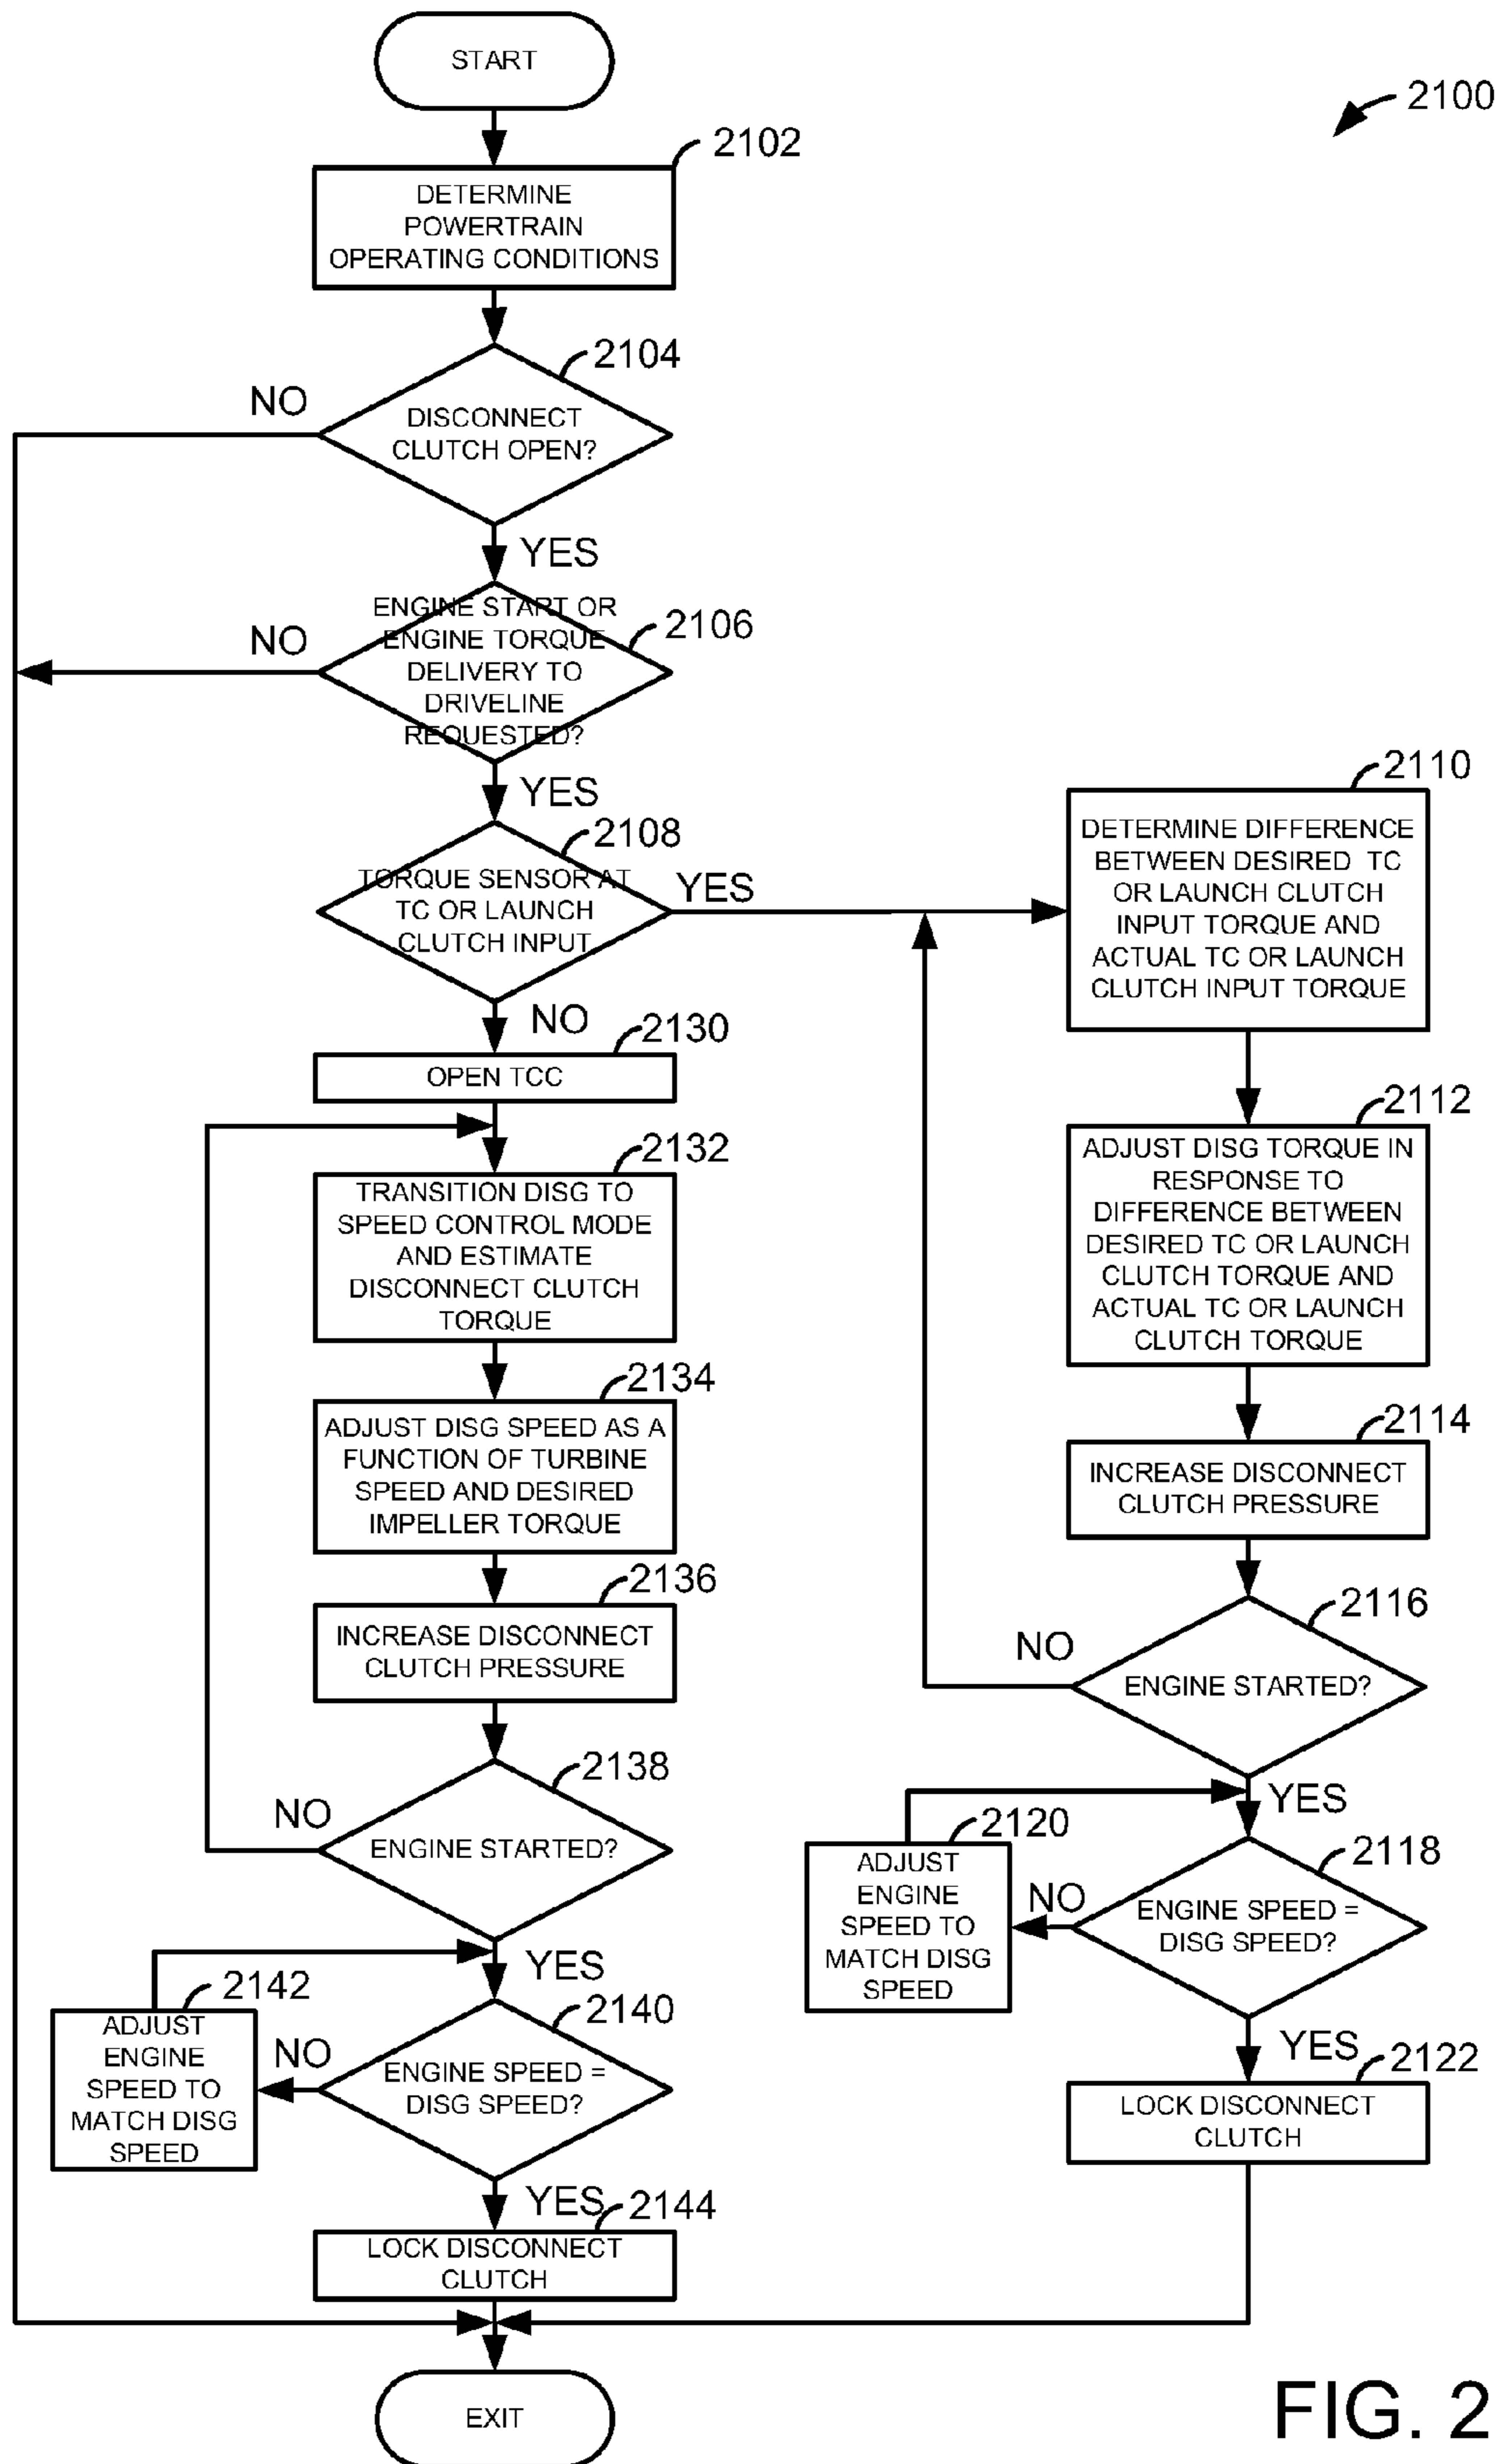 START
2100
2102
DETERMINE
POWERTRAIN
OPERATING CONDITIONS
2104
NO
DISCONNECT
CLUTCH OPEN?
YES
2106
NO
ENGINE START OR
ENGINE TORQUE
DELIVERY TO
DRIVELINE
REQUESTED?
YES
2108
TORQUE SENSOR AT
TC OR LAUNCH
CLUTCH INPUT
YES
2110
DETERMINE DIFFERENCE
BETWEEN DESIRED TC
OR LAUNCH CLUTCH
INPUT TORQUE AND
ACTUAL TC OR LAUNCH
CLUTCH INPUT TORQUE
NO
2130
OPEN TCC
2112
ADJUST DISG TORQUE IN
RESPONSE TO
DIFFERENCE BETWEEN
DESIRED TC OR LAUNCH
CLUTCH TORQUE AND
ACTUAL TC OR LAUNCH
CLUTCH TORQUE
2132
TRANSITION DISG TO
SPEED CONTROL MODE
AND ESTIMATE
DISCONNECT CLUTCH
TORQUE
2134
ADJUST DISG SPEED AS A
FUNCTION OF TURBINE
SPEED AND DESIRED
IMPELLER TORQUE
2114
INCREASE DISCONNECT
CLUTCH PRESSURE
2136
INCREASE DISCONNECT
CLUTCH PRESSURE
2116
NO
ENGINE STARTED?
YES
2138
NO
ENGINE STARTED?
YES
2120
ADJUST
ENGINE
SPEED TO
MATCH DISG
SPEED
2118
NO
ENGINE SPEED =
DISG SPEED?
YES
2142
ADJUST
ENGINE
SPEED TO
MATCH DISG
SPEED
2140
NO
ENGINE SPEED =
DISG SPEED?
YES
2122
LOCK DISCONNECT
CLUTCH
2144
LOCK DISCONNECT
CLUTCH
EXIT
FIG. 2